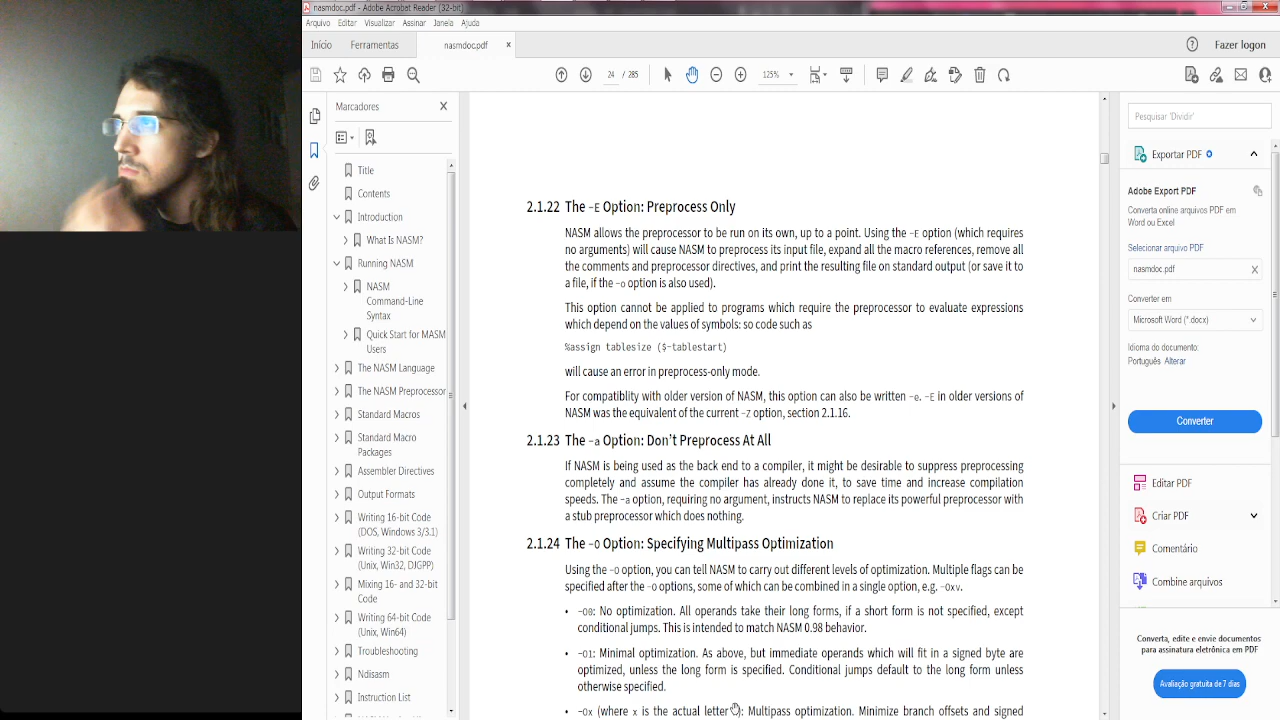 nasmdoc.pdf - Adobe Acrobat Reader (32-bit)
Arquivo Editar Visualizar Assinar Janela Ajuda
Início Ferramentas nasmdoc.pdf x Fazer logon
24 / 285 125%
Marcadores
Title
Contents
Introduction
What Is NASM?
Running NASM
NASM
Command-Line
Syntax
Quick Start for MASM
Users
The NASM Language
The NASM Preprocessor
Standard Macros
Standard Macro
Packages
Assembler Directives
Output Formats
Writing 16-bit Code
(DOS, Windows 3/3.1)
Writing 32-bit Code
(Unix, Win32, DJGPP)
Mixing 16- and 32-bit
Code
Writing 64-bit Code
(Unix, Win64)
Troubleshooting
Ndisasm
Instruction List
2.1.22 The -E Option: Preprocess Only
NASM allows the preprocessor to be run on its own, up to a point. Using the -E option (which requires
no arguments) will cause NASM to preprocess its input file, expand all the macro references, remove all
the comments and preprocessor directives, and print the resulting file on standard output (or save it to
a file, if the -o option is also used).
This option cannot be applied to programs which require the preprocessor to evaluate expressions
which depend on the values of symbols: so code such as
%assign tablesize ($-tablestart)
will cause an error in preprocess-only mode.
For compatiblity with older version of NASM, this option can also be written -e. -E in older versions of
NASM was the equivalent of the current -Z option, section 2.1.16.
2.1.23 The -a Option: Don't Preprocess At All
If NASM is being used as the back end to a compiler, it might be desirable to suppress preprocessing
completely and assume the compiler has already done it, to save time and increase compilation
speeds. The -a option, requiring no argument, instructs NASM to replace its powerful preprocessor with
a stub preprocessor which does nothing.
2.1.24 The -O Option: Specifying Multipass Optimization
Using the -O option, you can tell NASM to carry out different levels of optimization. Multiple flags can be
specified after the -O options, some of which can be combined in a single option, e.g. -Oxv.
• -O0: No optimization. All operands take their long forms, if a short form is not specified, except
conditional jumps. This is intended to match NASM 0.98 behavior.
• -O1: Minimal optimization. As above, but immediate operands which will fit in a signed byte are
optimized, unless the long form is specified. Conditional jumps default to the long form unless
otherwise specified.
• -Ox (where x is the actual letter x): Multipass optimization. Minimize branch offsets and signed
Pesquisar 'Dividir'
Exportar PDF
Adobe Export PDF
Converta online arquivos PDF em
Word ou Excel
Selecionar arquivo PDF
nasmdoc.pdf X
Converter em
Microsoft Word (*.docx)
Idioma do documento:
Português Alterar
Converter
Editar PDF
Criar PDF
Comentário
Combine arquivos
Converta, edite e envie documentos
para assinatura eletrônica em PDF
Avaliação gratuita de 7 dias